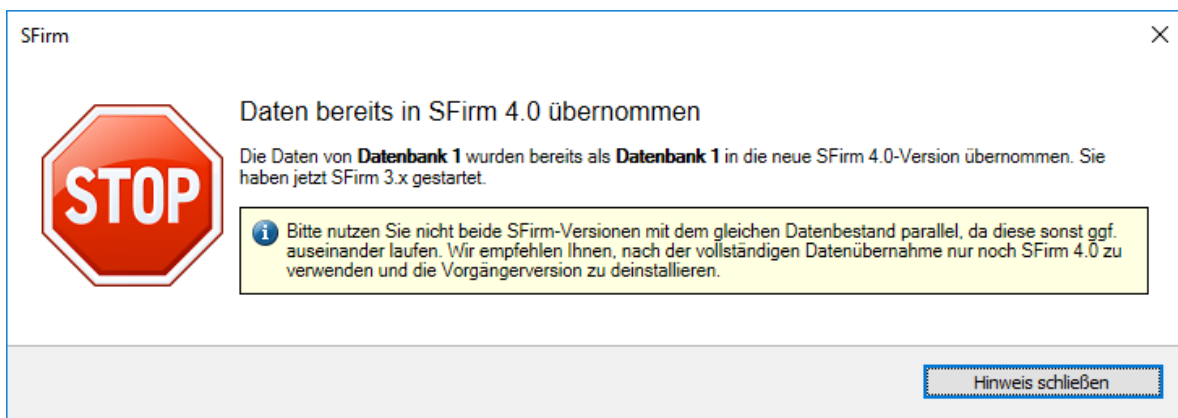 SFirm
Daten bereits in SFirm 4.0 übernommen
Die Daten von Datenbank 1 wurden bereits als Datenbank 1 in die neue SFirm 4.0-Version übernommen. Sie
haben jetzt SFirm 3.x gestartet.
STOP
Bitte nutzen Sie nicht beide SFirm-Versionen mit dem gleichen Datenbestand parallel, da diese sonst ggf.
auseinander laufen. Wir empfehlen Ihnen, nach der vollständigen Datenübernahme nur noch SFirm 4.0 zu
verwenden und die Vorgängerversion zu deinstallieren.
Hinweis schließen